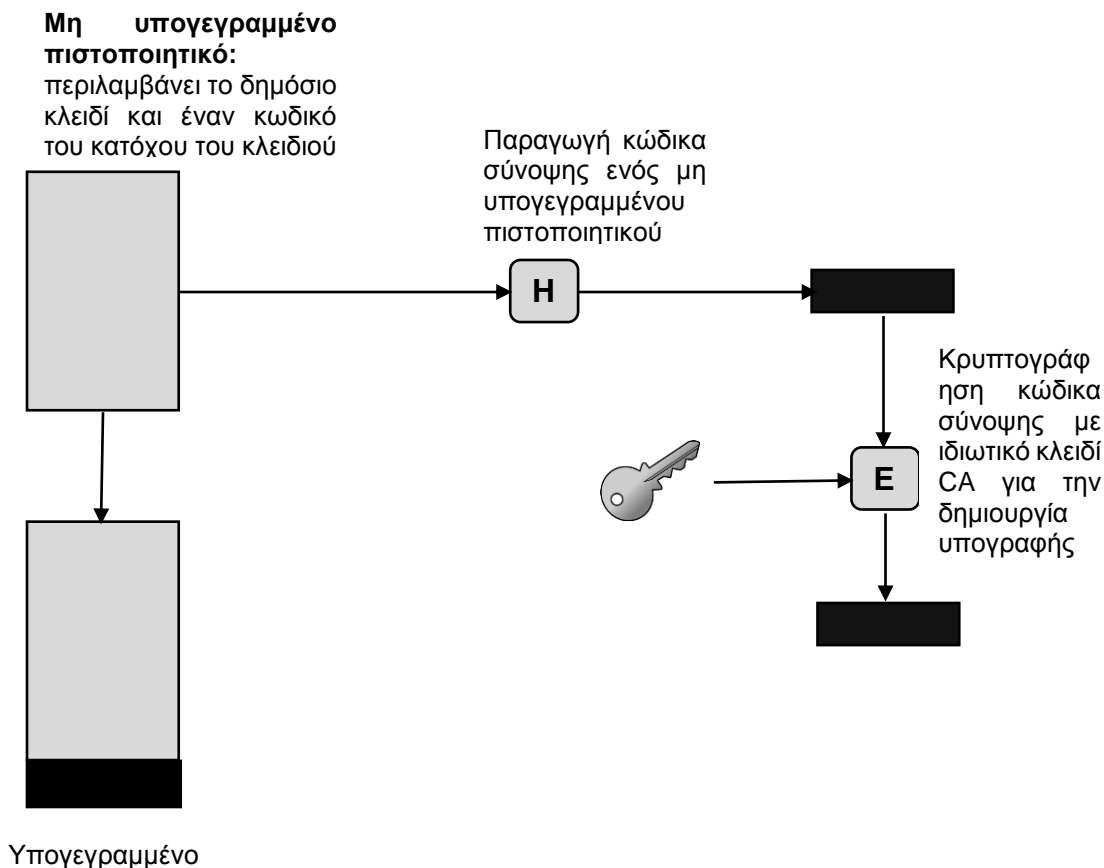 Μη υπογεγραμμένο
πιστοποιητικό:
περιλαμβάνει το δημόσιο
κλειδί και έναν κωδικό
του κατόχου του κλειδιού
Παραγωγή κώδικα
σύνοψης ενός μη
υπογεγραμμένου
πιστοποιητικού
H
Κρυπτογράφ
ηση κώδικα
σύνοψης με
ιδιωτικό κλειδί
CA για την
δημιουργία
υπογραφής
E
Υπογεγραμμένο